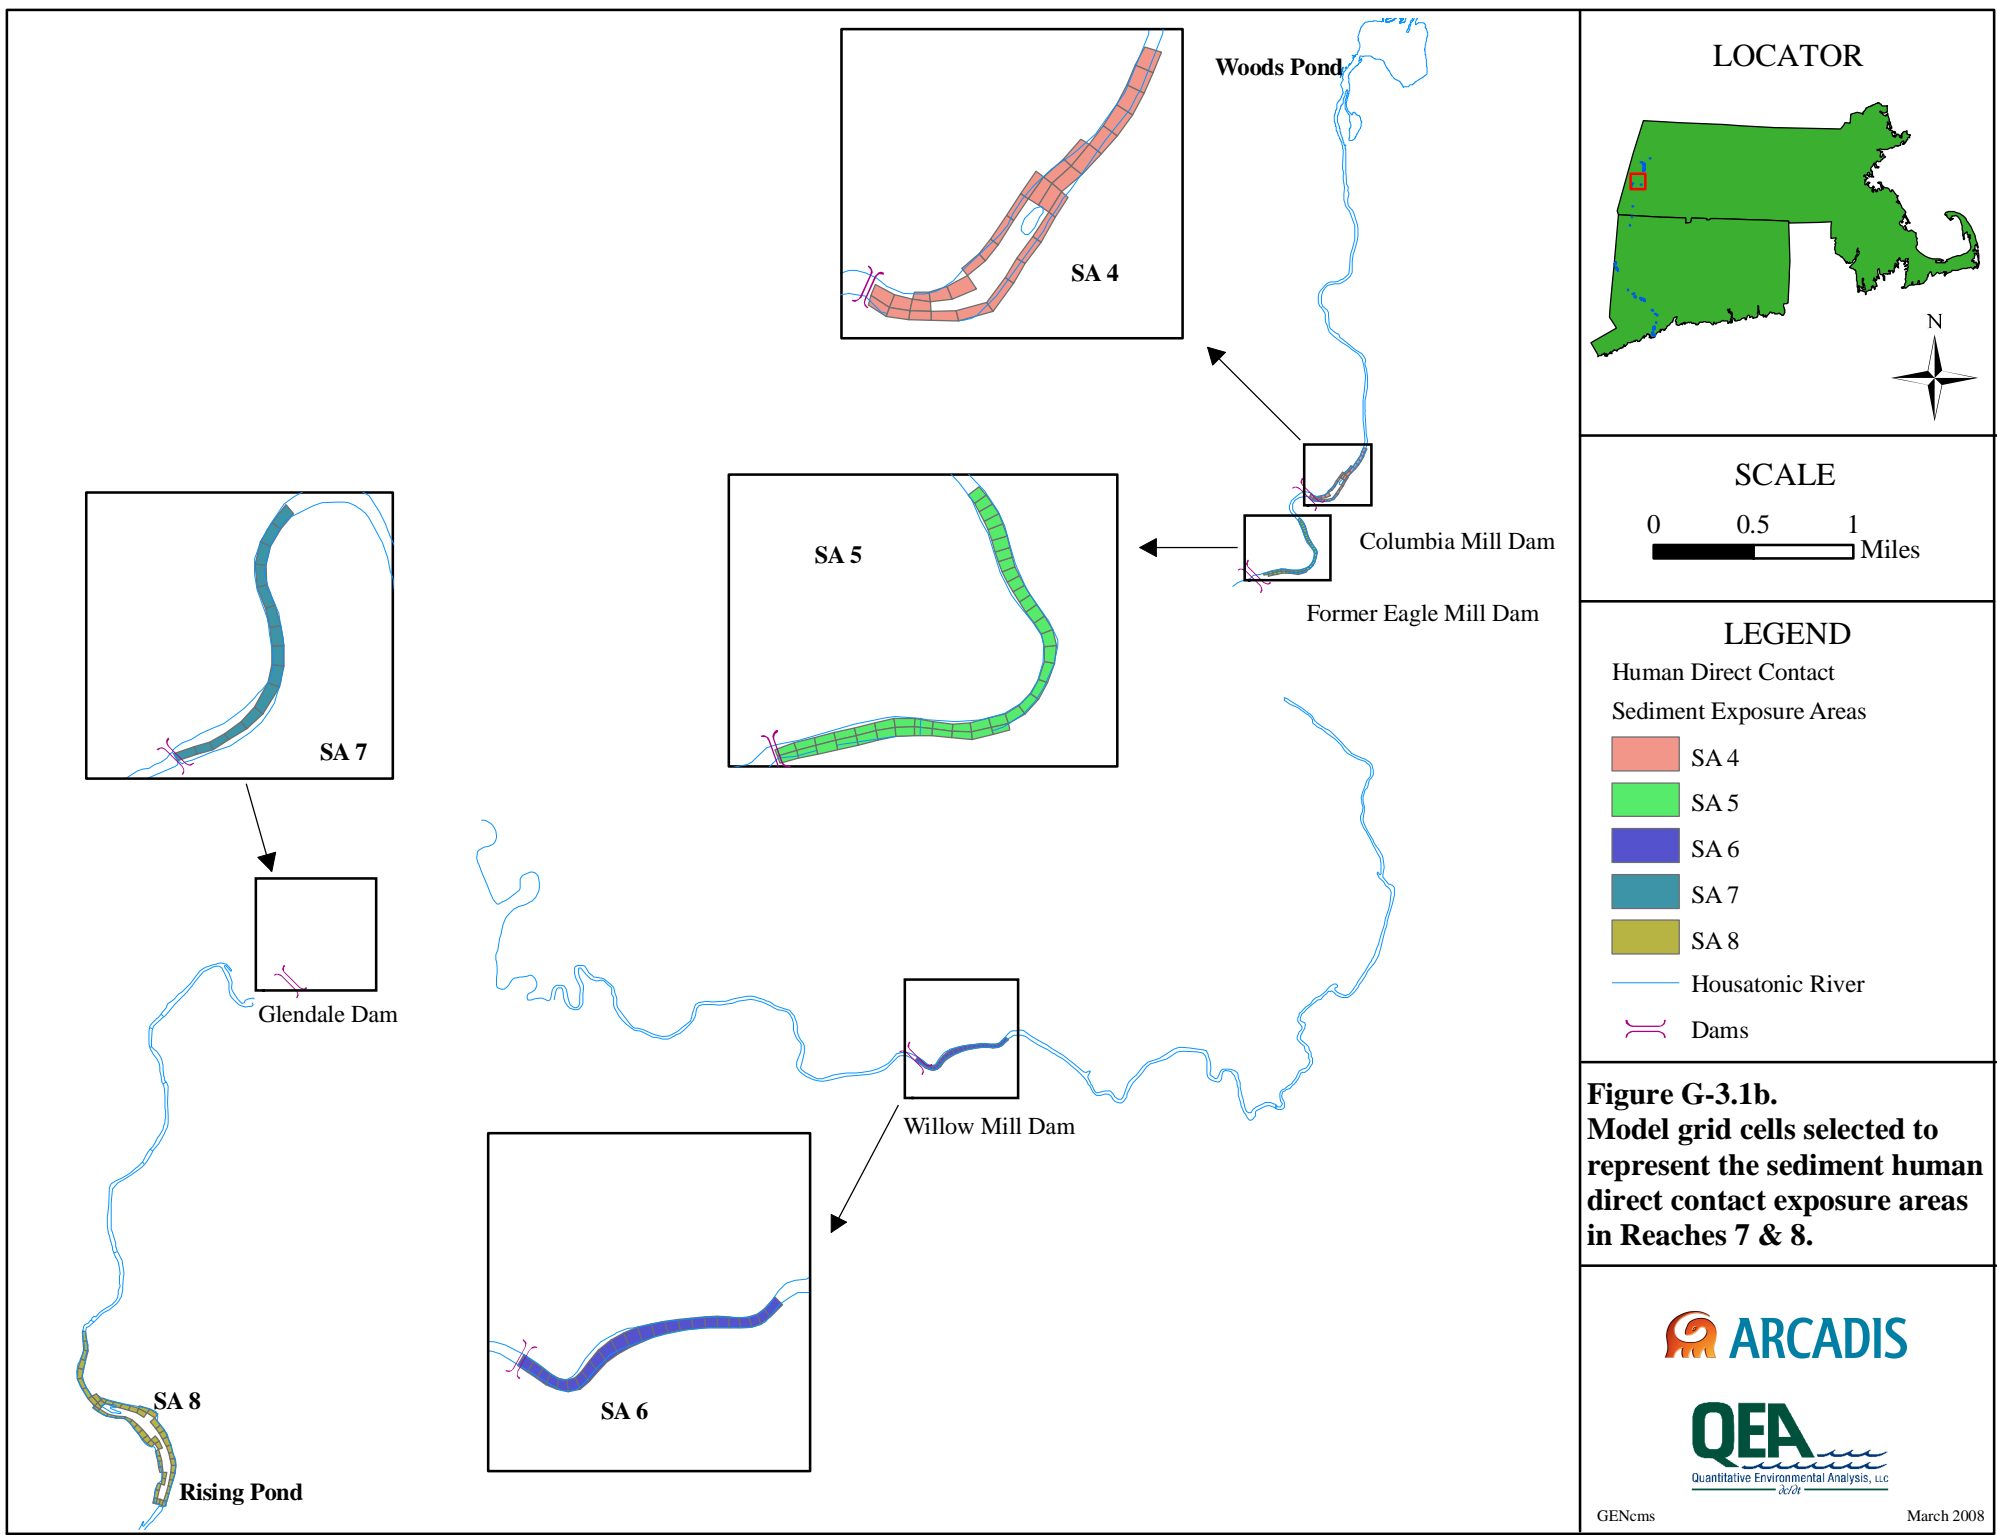 Woods Pond
SA 4
SA 5
Columbia Mill Dam
Former Eagle Mill Dam
SA 7
Glendale Dam
Willow Mill Dam
SA 6
SA 8
Rising Pond
LOCATOR
N
SCALE
0 0.5 1
Miles
LEGEND
Human Direct Contact
Sediment Exposure Areas
SA 4
SA 5
SA 6
SA 7
SA 8
Housatonic River
Dams
Figure G-3.1b.
Model grid cells selected to
represent the sediment human
direct contact exposure areas
in Reaches 7 & 8.
ARCADIS
QEA
Quantitative Environmental Analysis, LLC
∂c/∂t
GENcms March 2008